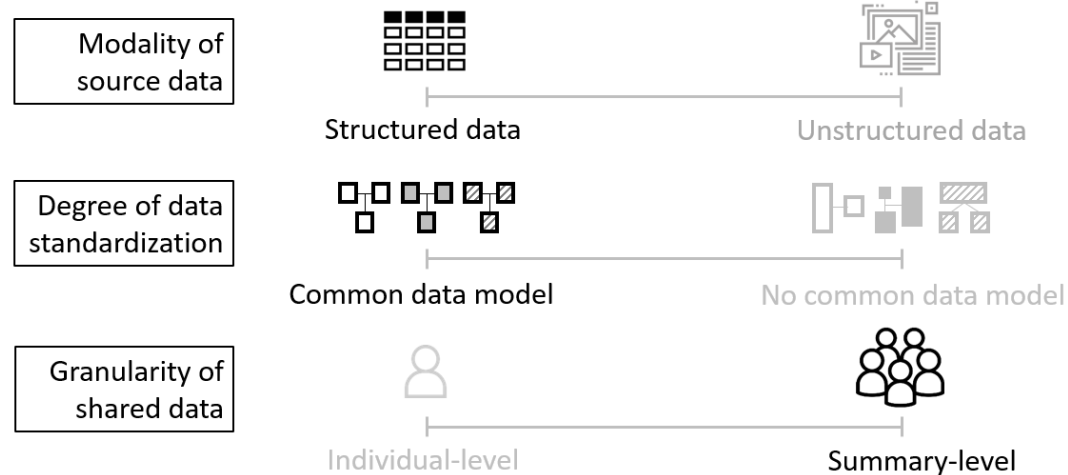 Modality of
source data
Structured data
Unstructured data
Degree of data
standardization
Common data model
No common data model
Granularity of
shared data
Individual-level
Summary-level